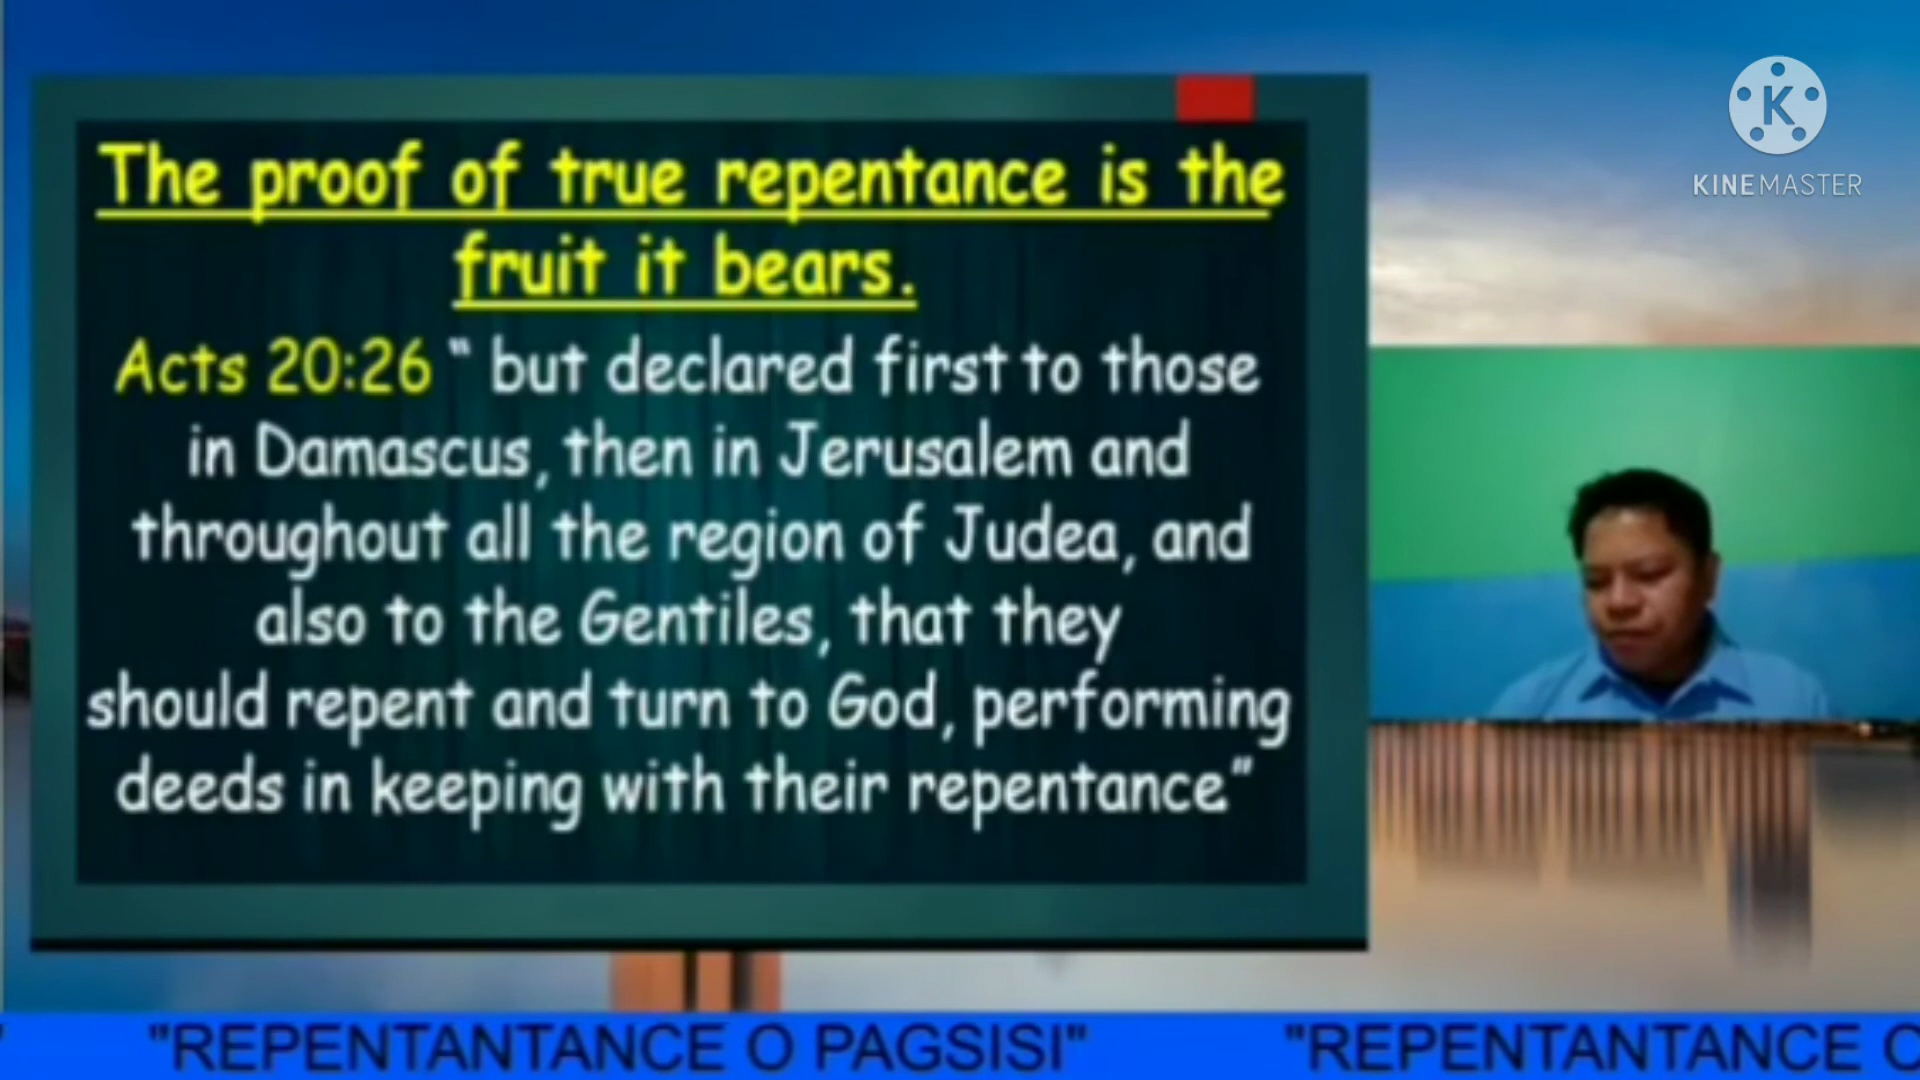 The proof of true repentance is the
fruit it bears.
Acts 20:26 “ but declared first to those
in Damascus, then in Jerusalem and
throughout all the region of Judea, and
also to the Gentiles, that they
should repent and turn to God, performing
deeds in keeping with their repentance.”
K
KINEMASTER
"REPENTANTANCE O PAGSISI" "REPENTANTANCE O